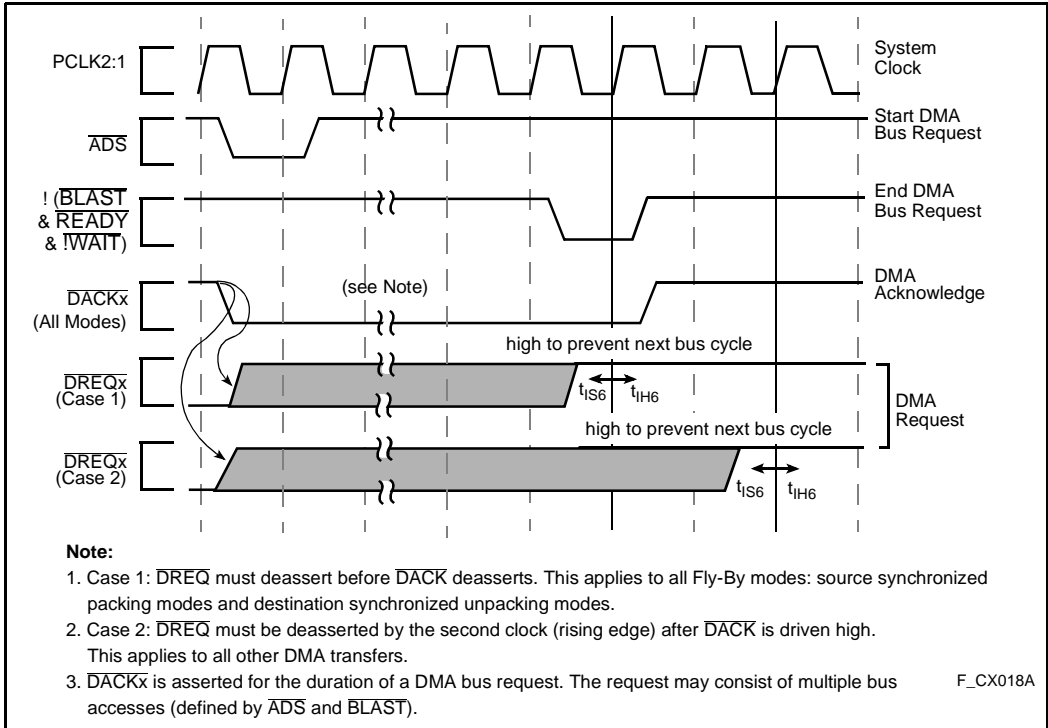 PCLK2:1
System
Clock
ADS
Start DMA
Bus Request
! (BLAST
& READY
& !WAIT)
End DMA
Bus Request
DACKx
(All Modes)
(see Note)
DMA
Acknowledge
high to prevent next bus cycle
DREQx
(Case 1)
tIS6
tIH6
DMA
Request
high to prevent next bus cycle
DREQx
(Case 2)
tIS6
tIH6
Note:
1. Case 1: DREQ must deassert before DACK deasserts. This applies to all Fly-By modes: source synchronized
packing modes and destination synchronized unpacking modes.
2. Case 2: DREQ must be deasserted by the second clock (rising edge) after DACK is driven high.
This applies to all other DMA transfers.
3. DACKx is asserted for the duration of a DMA bus request. The request may consist of multiple bus
accesses (defined by ADS and BLAST).
F_CX018A